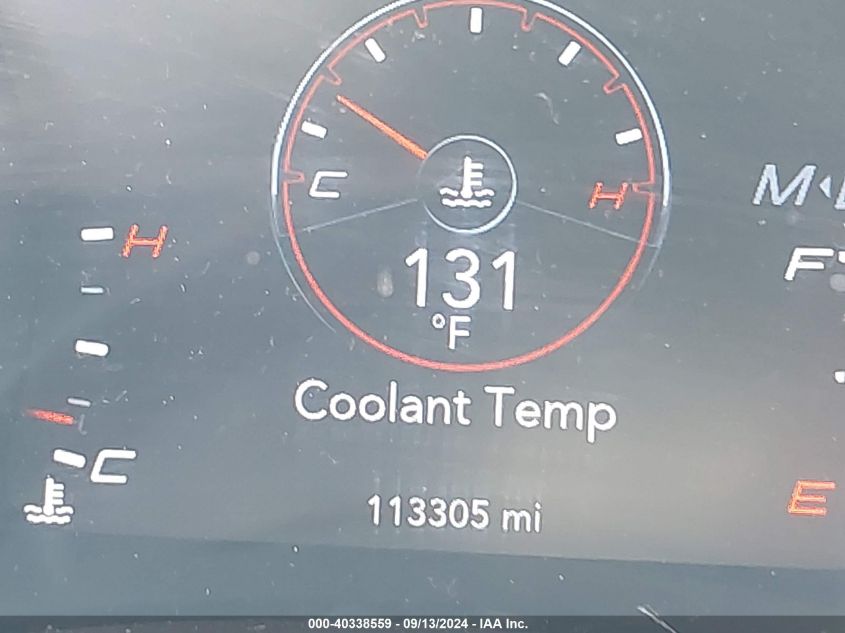 C H
H
131
°F
Coolant Temp
C
113305 mi
M
F
E
000-40338559 - 09/13/2024 - IAA Inc.